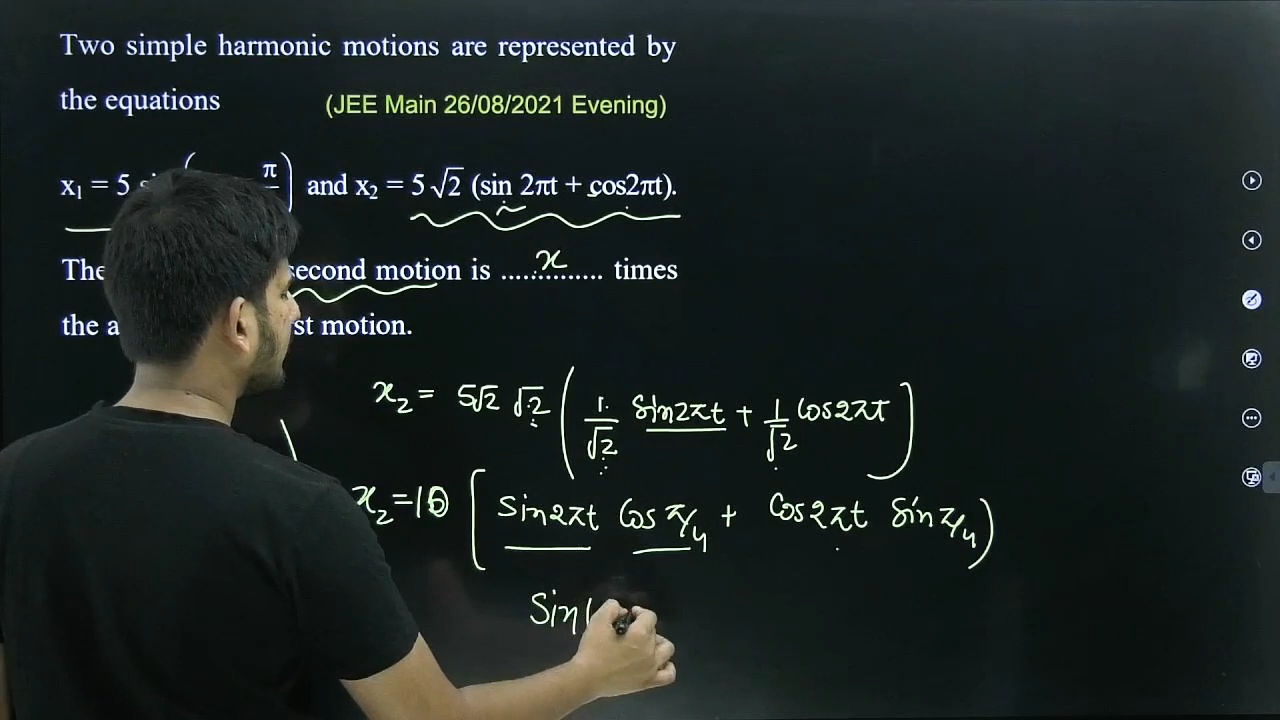 Two simple harmonic motions are represented by
the equations (JEE Main 26/08/2021 Evening)
x₁ = 5 π) and x₂ = 5 √2 (sin 2πt + cos2πt).
The second motion is ......x...... times
the a st motion.
x₂ = 5√2 √2 ( 1/√2 Sin2πt + 1/√2 Cos2πt )
x₂ = 10 [ Sin2πt Cos π/4 + Cos2πt Sin π/4 )
Sin(